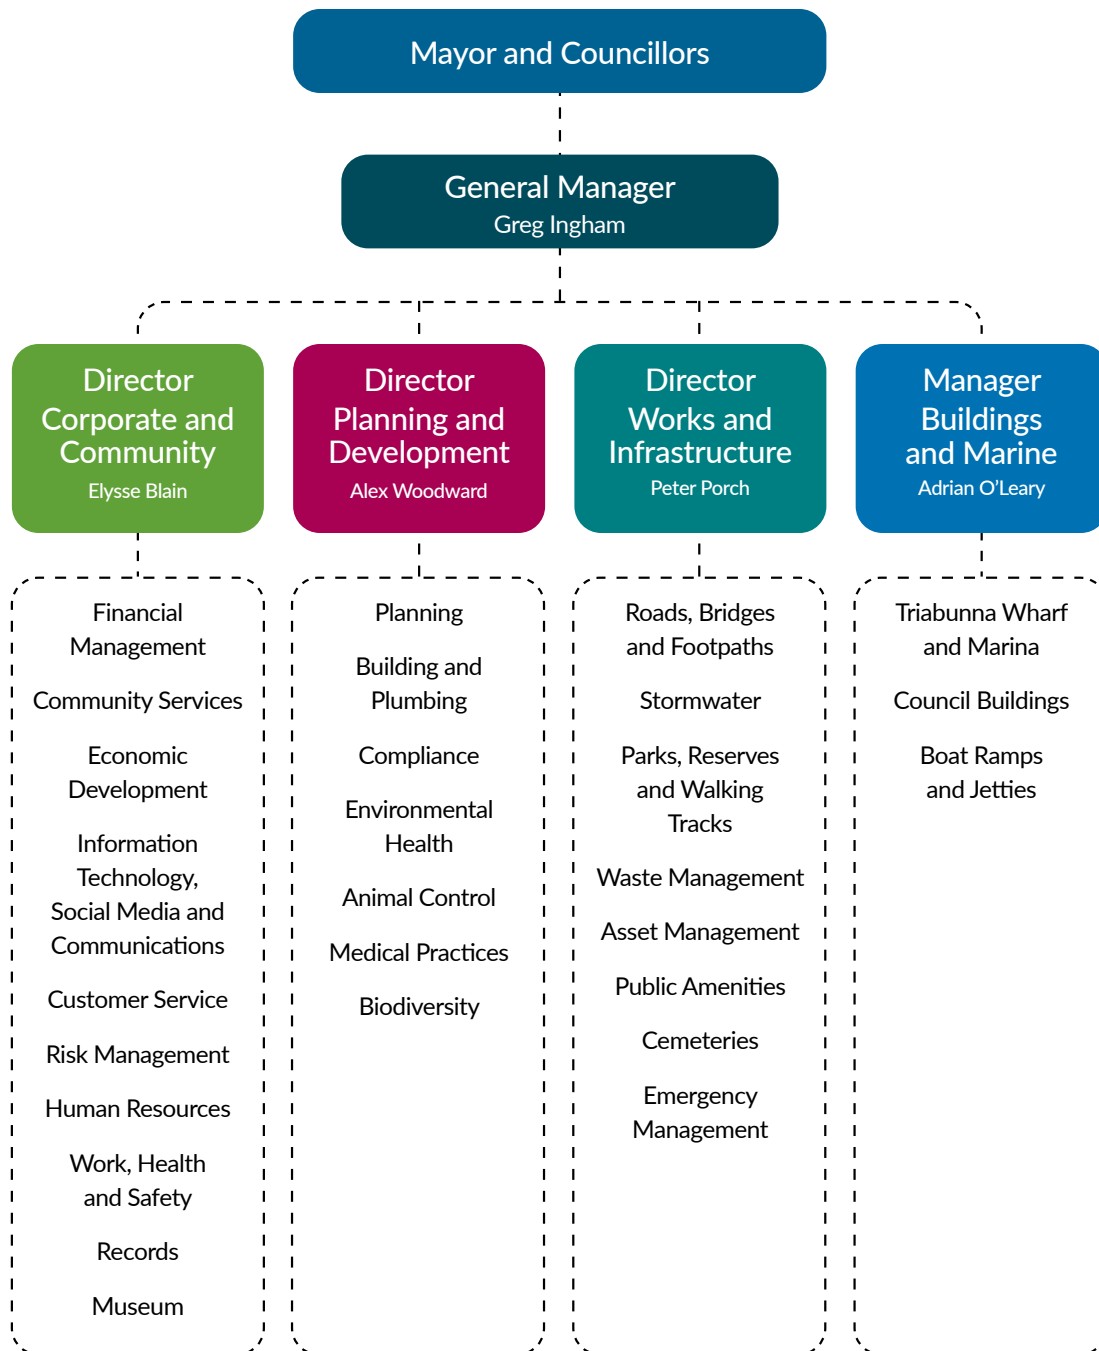 Mayor and Councillors
General Manager
Greg Ingham
Director
Corporate and
Community
Elysse Blain
Director
Planning and
Development
Alex Woodward
Director
Works and
Infrastructure
Peter Porch
Manager
Buildings
and Marine
Adrian O'Leary
Financial
Management
Community Services
Economic
Development
Information
Technology,
Social Media and
Communications
Customer Service
Risk Management
Human Resources
Work, Health
and Safety
Records
Museum
Planning
Building and
Plumbing
Compliance
Environmental
Health
Animal Control
Medical Practices
Biodiversity
Roads, Bridges
and Footpaths
Stormwater
Parks, Reserves
and Walking
Tracks
Waste Management
Asset Management
Public Amenities
Cemeteries
Emergency
Management
Triabunna Wharf
and Marina
Council Buildings
Boat Ramps
and Jetties